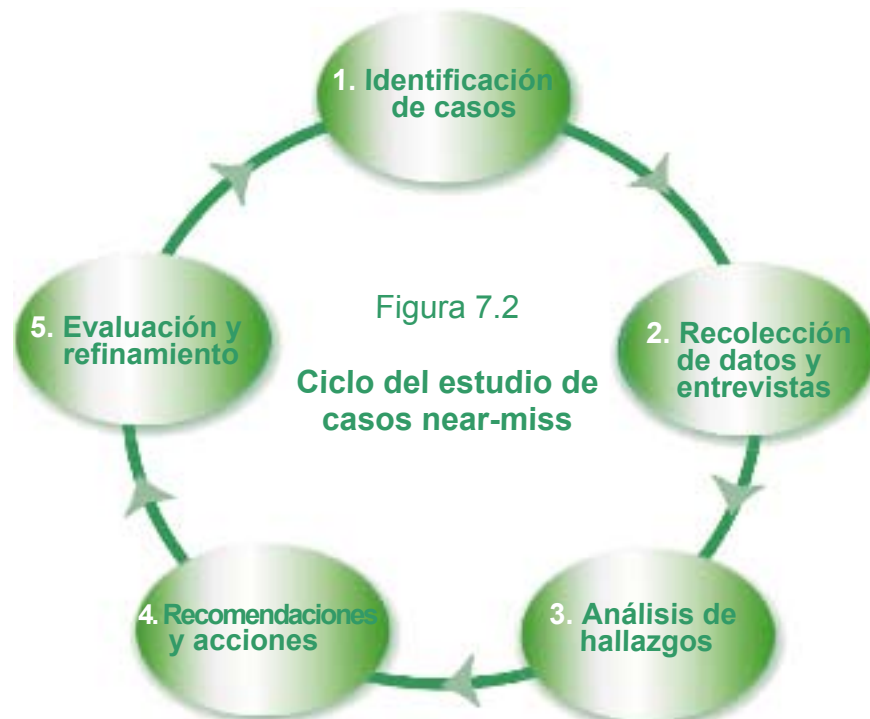 1. Identificación
de casos
Figura 7.2
Ciclo del estudio de
casos near-miss
2. Recolección
de datos y
entrevistas
3. Análisis de
hallazgos
4. Recomendaciones
y acciones
5. Evaluación y
refinamiento